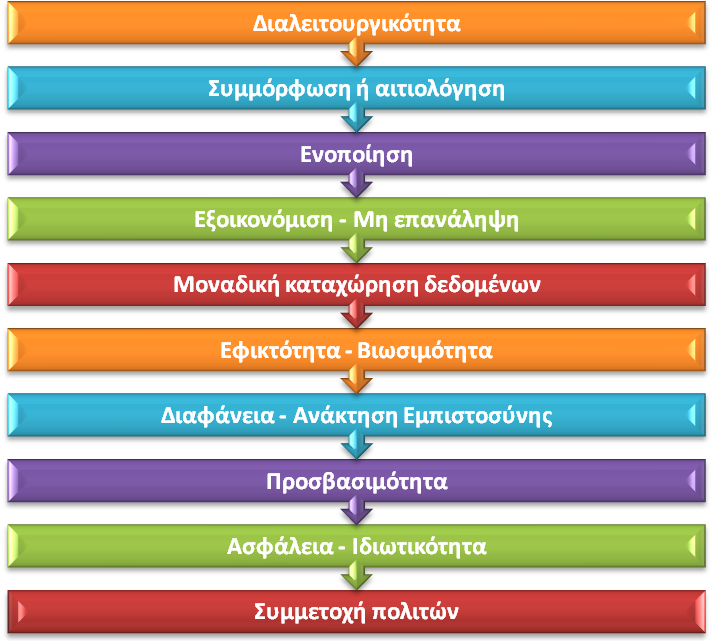 Διαλειτουργικότητα
Συμμόρφωση ή αιτιολόγηση
Ενοποίηση
Εξοικονόμιση - Μη επανάληψη
Μοναδική καταχώρηση δεδομένων
Εφικτότητα - Βιωσιμότητα
Διαφάνεια - Ανάκτηση Εμπιστοσύνης
Προσβασιμότητα
Ασφάλεια - Ιδιωτικότητα
Συμμετοχή πολιτών